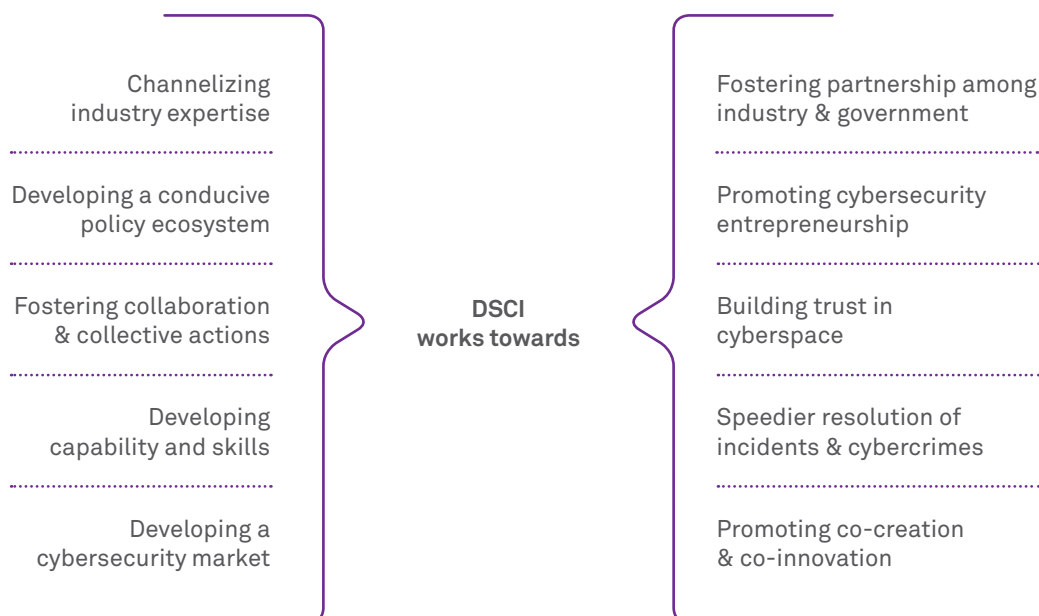 Channelizing
industry expertise
Developing a conducive
policy ecosystem
Fostering collaboration
& collective actions
Developing
capability and skills
Developing a
cybersecurity market
DSCI
works towards
Fostering partnership among
industry & government
Promoting cybersecurity
entrepreneurship
Building trust in
cyberspace
Speedier resolution of
incidents & cybercrimes
Promoting co-creation
& co-innovation